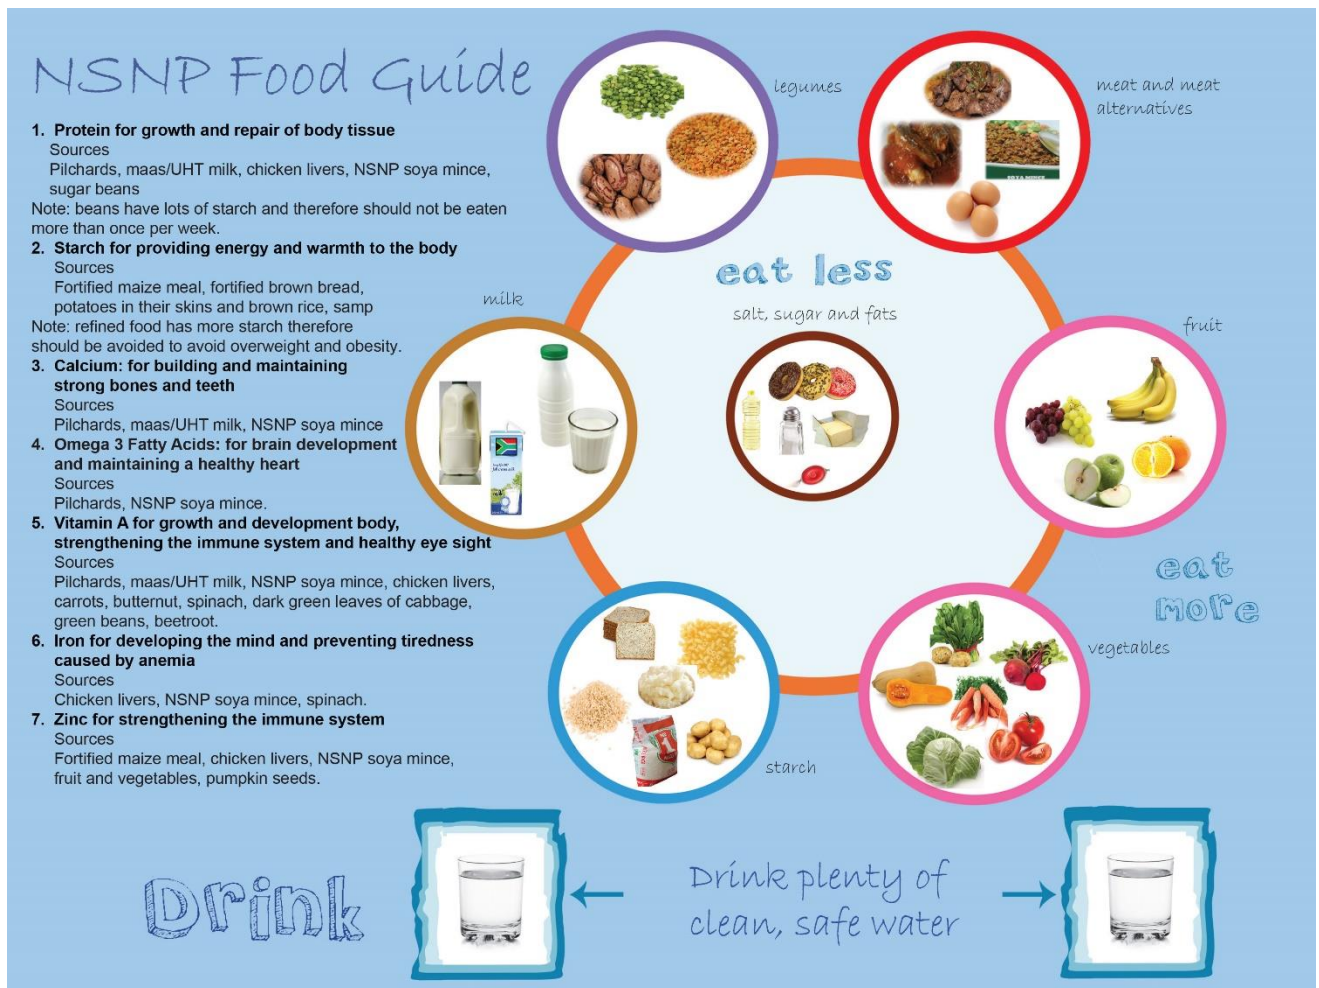 NSNP Food Guide
1. Protein for growth and repair of body tissue
Sources
Pilchards, maas/UHT milk, chicken livers, NSNP soya mince,
sugar beans
Note: beans have lots of starch and therefore should not be eaten
more than once per week.
2. Starch for providing energy and warmth to the body
Sources
Fortified maize meal, fortified brown bread,
potatoes in their skins and brown rice, samp
Note: refined food has more starch therefore
should be avoided to avoid overweight and obesity.
3. Calcium: for building and maintaining
strong bones and teeth
Sources
Pilchards, maas/UHT milk, NSNP soya mince
4. Omega 3 Fatty Acids: for brain development
and maintaining a healthy heart
Sources
Pilchards, NSNP soya mince.
5. Vitamin A for growth and development body,
strengthening the immune system and healthy eye sight
Sources
Pilchards, maas/UHT milk, NSNP soya mince, chicken livers,
carrots, butternut, spinach, dark green leaves of cabbage,
green beans, beetroot.
6. Iron for developing the mind and preventing tiredness
caused by anemia
Sources
Chicken livers, NSNP soya mince, spinach.
7. Zinc for strengthening the immune system
Sources
Fortified maize meal, chicken livers, NSNP soya mince,
fruit and vegetables, pumpkin seeds.
legumes
meat and meat
alternatives
eat less
salt, sugar and fats
milk
fruit
eat
more
vegetables
starch
1
Drink
Drink plenty of
clean, safe water